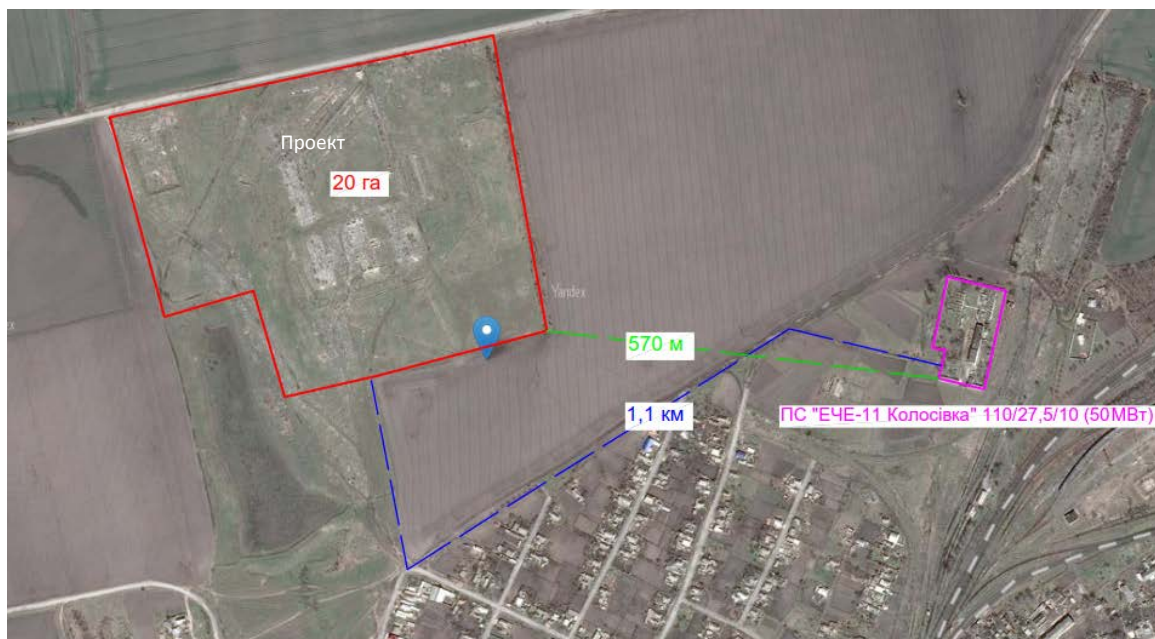 Проект
20 га
Yandex
570 м
1,1 км
ПС "ЕЧЕ-11 Колосівка" 110/27,5/10 (50МВт)